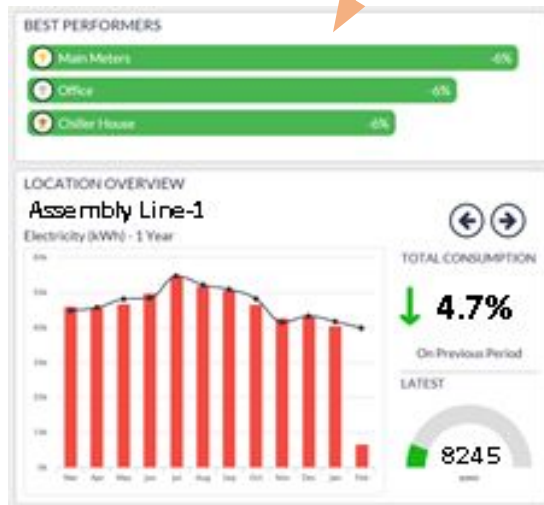 BEST PERFORMERS
Main Meters -6%
Office -6%
Chiller House -6%
LOCATION OVERVIEW
Assembly Line-1
Electricity (kWh) - 1 Year
TOTAL CONSUMPTION
4.7%
On Previous Period
LATEST
8245
Mar Apr May Jun Jul Aug Sep Oct Nov Dec Jan Feb